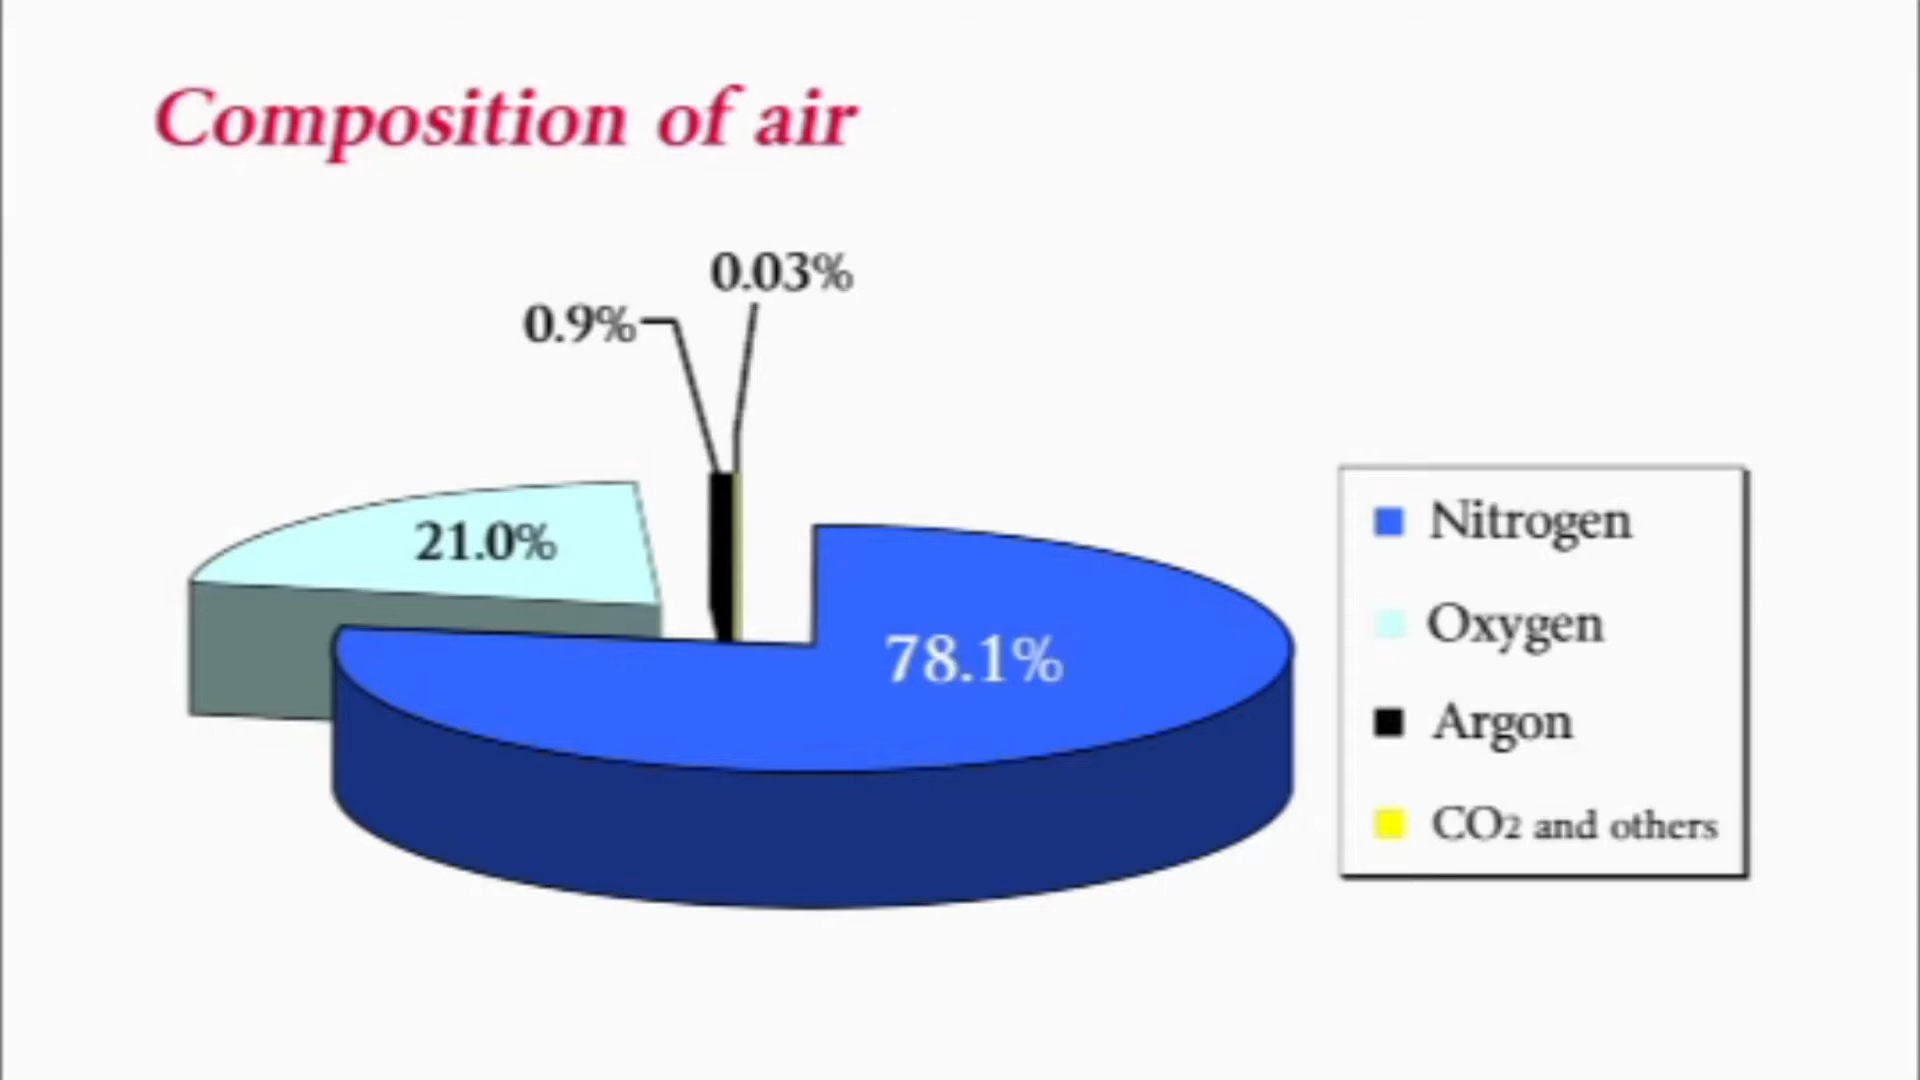 Composition of air
0.03%
0.9%
21.0%
78.1%
Nitrogen
Oxygen
Argon
CO2 and others